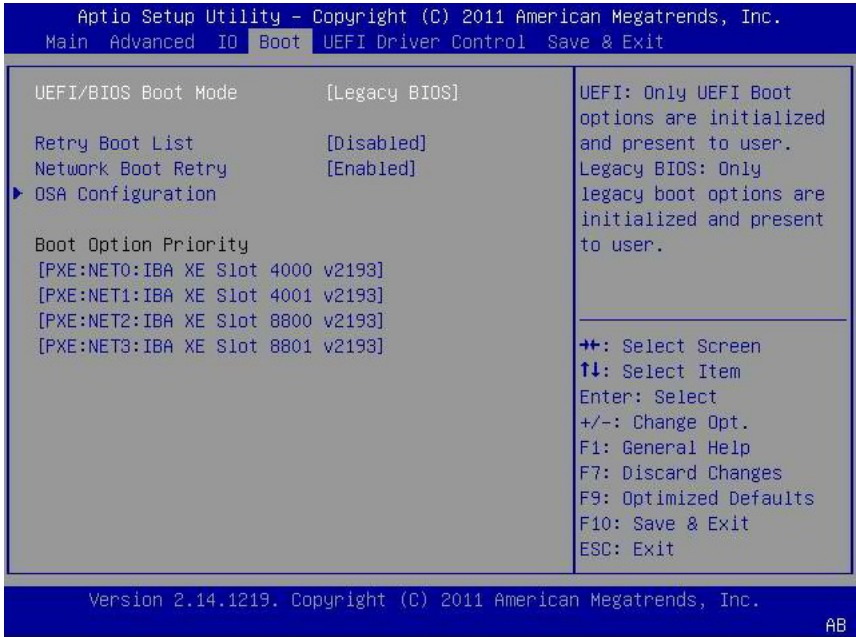 Aptio Setup Utility – Copyright (C) 2011 American Megatrends, Inc.
Main Advanced IO Boot UEFI Driver Control Save & Exit
UEFI/BIOS Boot Mode [Legacy BIOS]
Retry Boot List [Disabled]
Network Boot Retry [Enabled]
▶ OSA Configuration
Boot Option Priority
[PXE:NET0:IBA XE Slot 4000 v2193]
[PXE:NET1:IBA XE Slot 4001 v2193]
[PXE:NET2:IBA XE Slot 8800 v2193]
[PXE:NET3:IBA XE Slot 8801 v2193]
UEFI: Only UEFI Boot
options are initialized
and present to user.
Legacy BIOS: Only
legacy boot options are
initialized and present
to user.
→←: Select Screen
↑↓: Select Item
Enter: Select
+/-: Change Opt.
F1: General Help
F7: Discard Changes
F9: Optimized Defaults
F10: Save & Exit
ESC: Exit
Version 2.14.1219. Copyright (C) 2011 American Megatrends, Inc.
AB